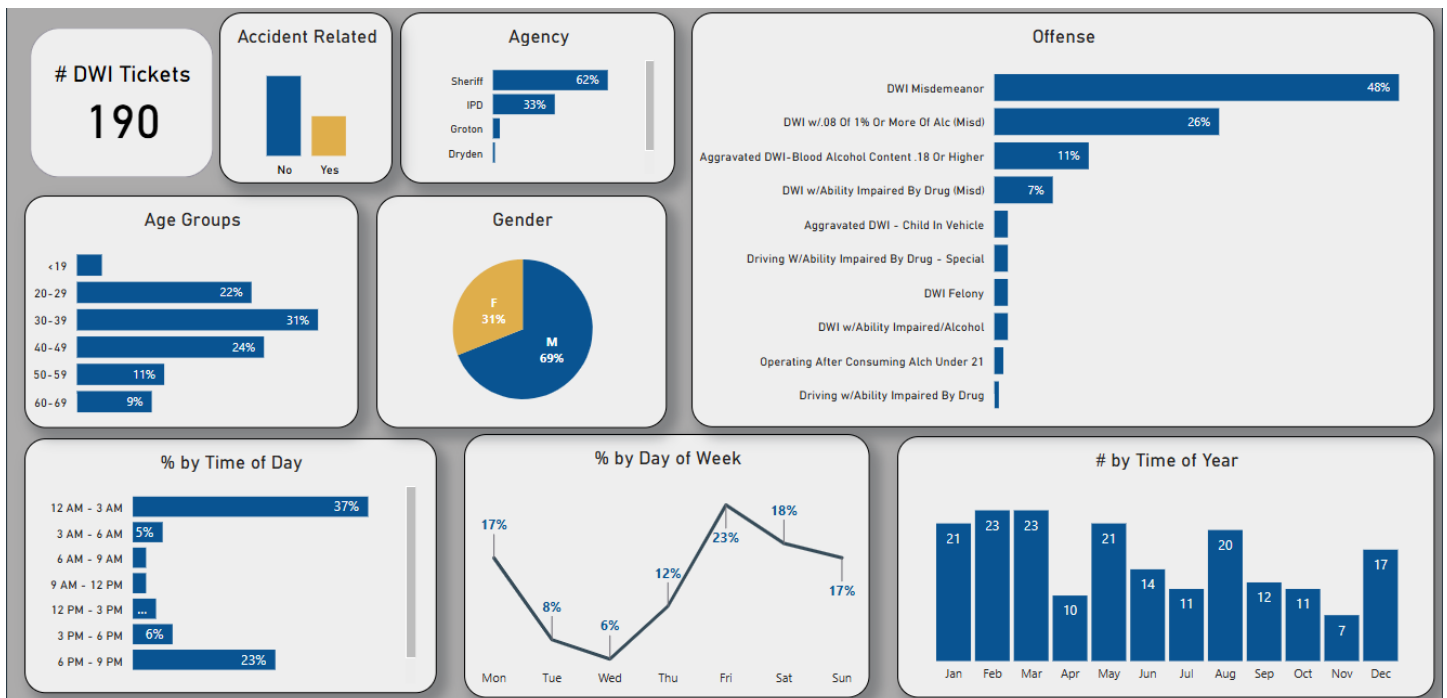 # DWI Tickets
190
Accident Related
No Yes
Agency
Sheriff 62%
IPD 33%
Groton
Dryden
Offense
DWI Misdemeanor 48%
DWI w/.08 Of 1% Or More Of Alc (Misd) 26%
Aggravated DWI-Blood Alcohol Content .18 Or Higher 11%
DWI w/Ability Impaired By Drug (Misd) 7%
Aggravated DWI - Child In Vehicle
Driving W/Ability Impaired By Drug - Special
DWI Felony
DWI w/Ability Impaired/Alcohol
Operating After Consuming Alch Under 21
Driving w/Ability Impaired By Drug
Age Groups
<19
20-29 22%
30-39 31%
40-49 24%
50-59 11%
60-69 9%
Gender
F
31%
M
69%
% by Time of Day
12 AM - 3 AM 37%
3 AM - 6 AM 5%
6 AM - 9 AM
9 AM - 12 PM
12 PM - 3 PM ...
3 PM - 6 PM 6%
6 PM - 9 PM 23%
% by Day of Week
17% 8% 6% 12% 23% 18% 17%
Mon Tue Wed Thu Fri Sat Sun
# by Time of Year
21 23 23 10 21 14 11 20 12 11 7 17
Jan Feb Mar Apr May Jun Jul Aug Sep Oct Nov Dec